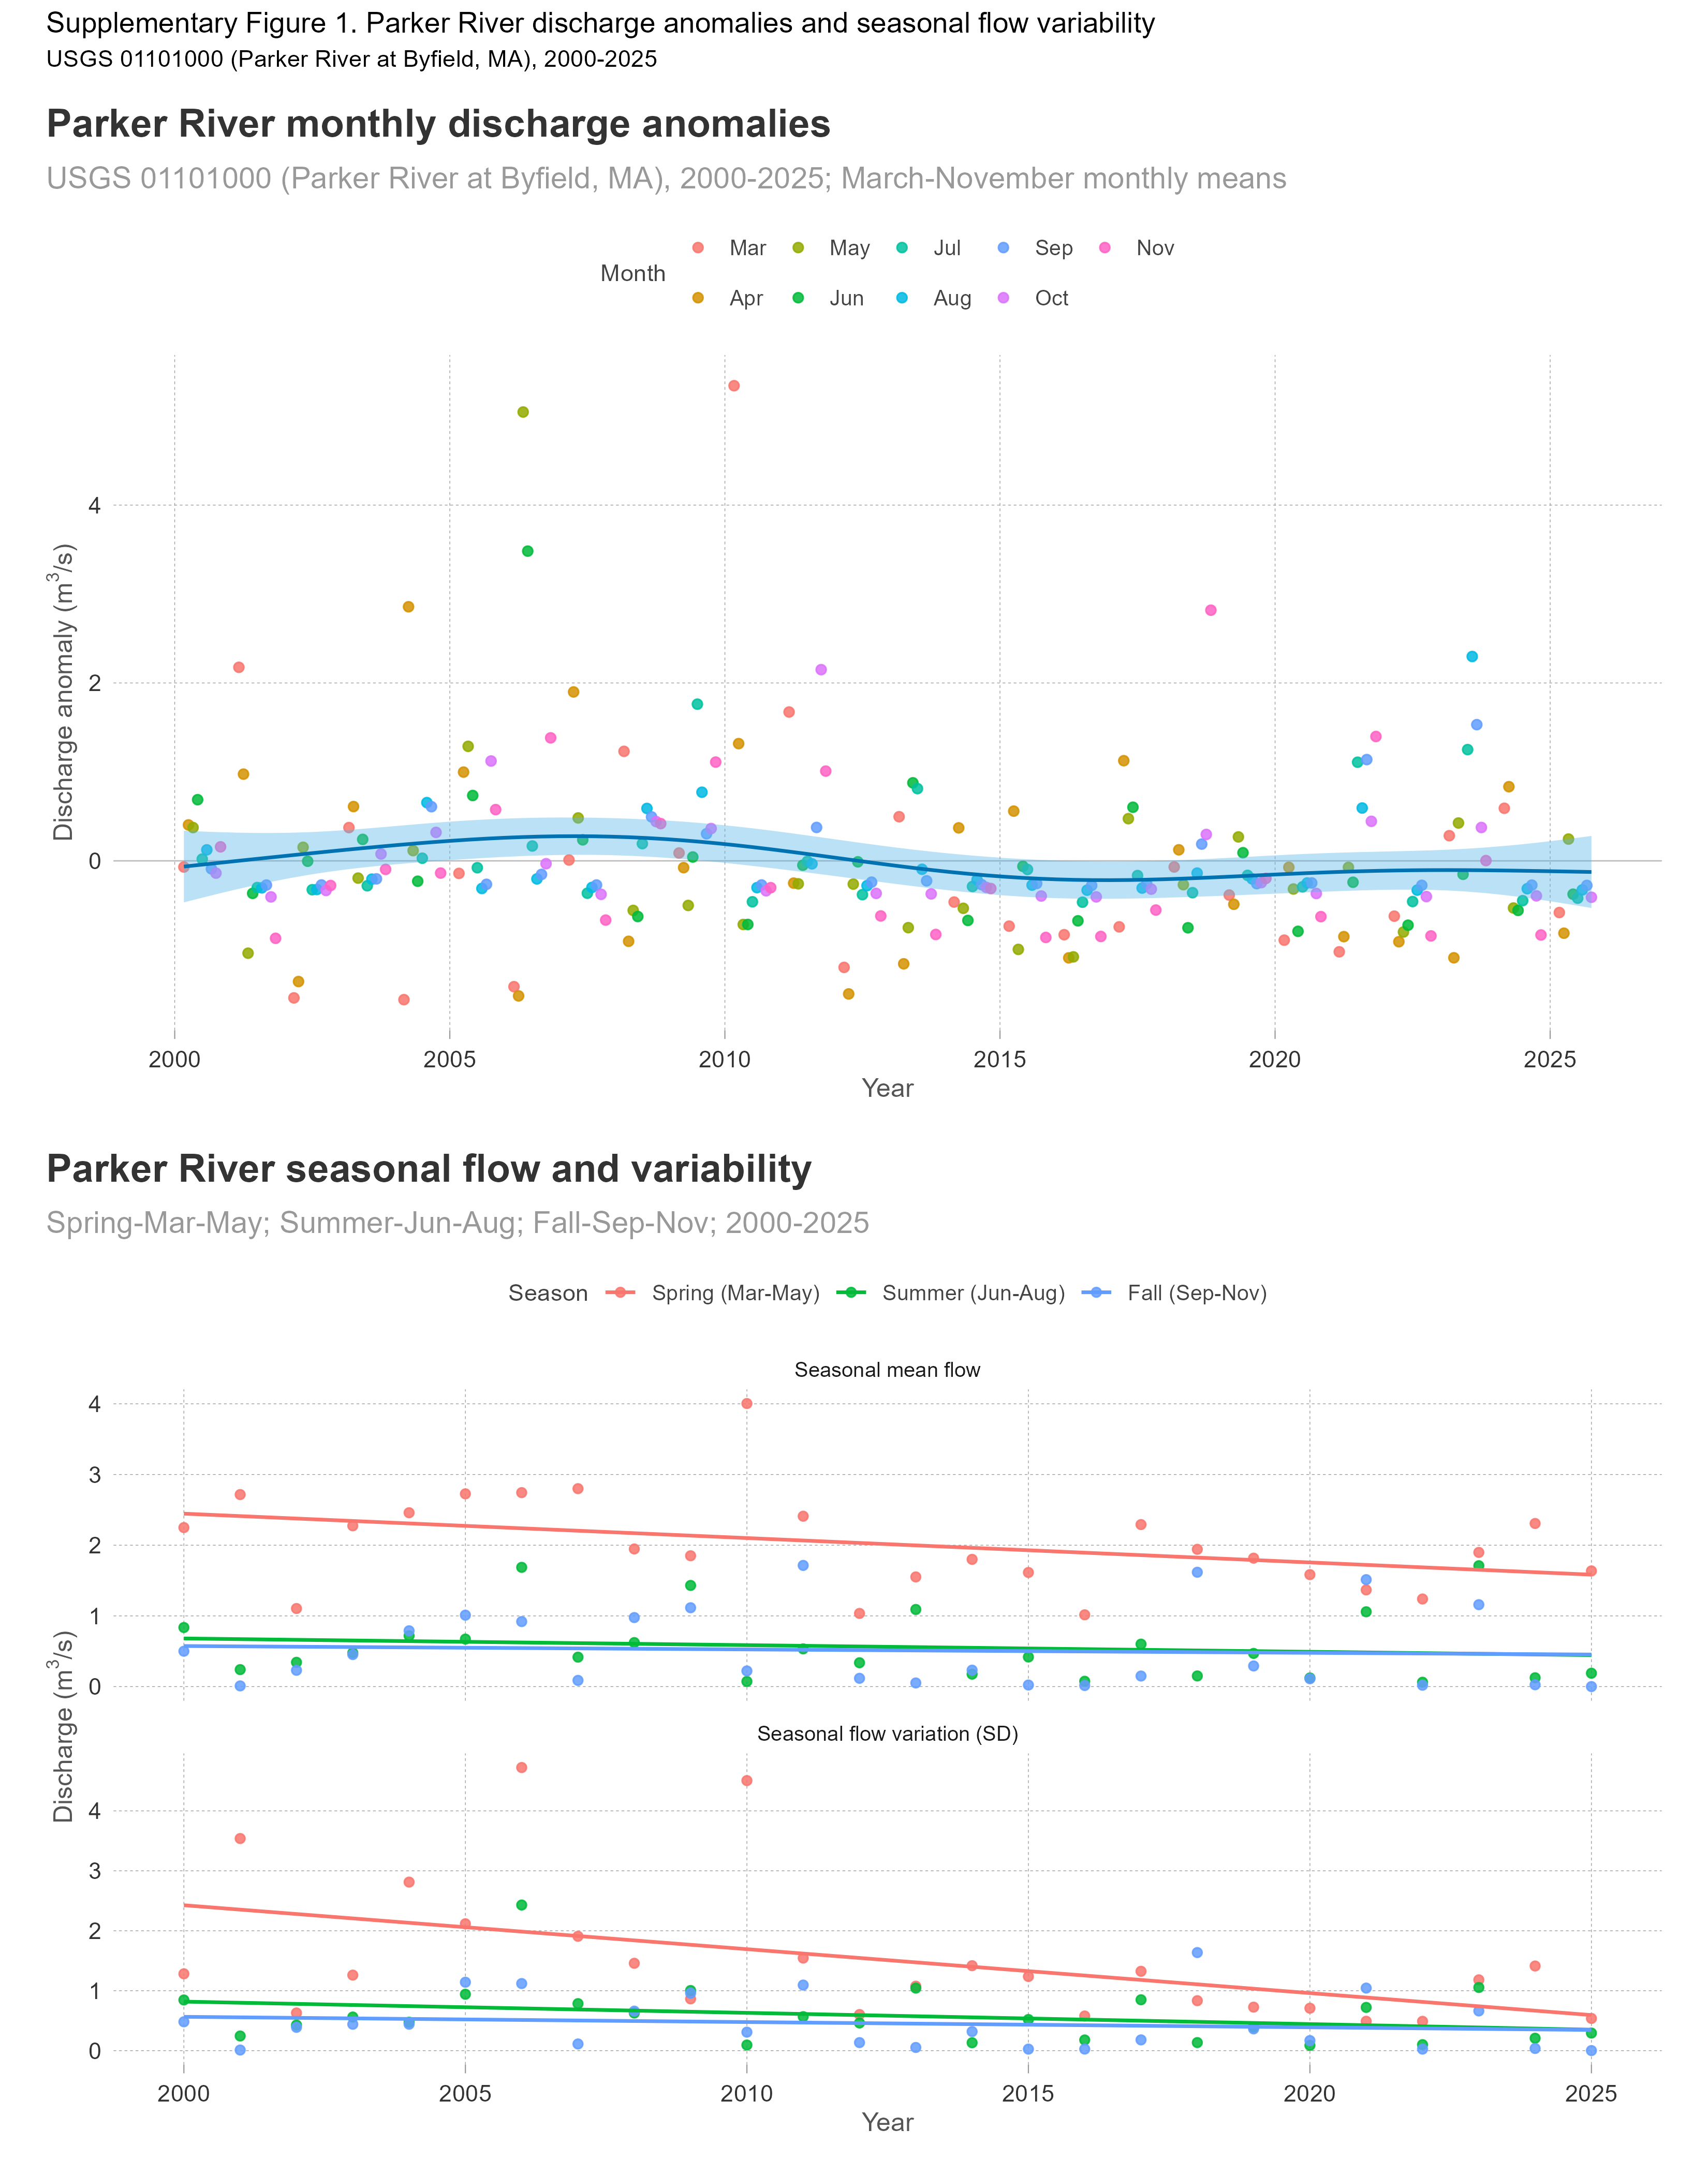 Supplementary Figure 1. Parker River discharge anomalies and seasonal flow variability
USGS 01101000 (Parker River at Byfield, MA), 2000-2025
Parker River monthly discharge anomalies
USGS 01101000 (Parker River at Byfield, MA), 2000-2025; March-November monthly means
Month
Mar May Jul Sep Nov
Apr Jun Aug Oct
Discharge anomaly (m³/s)
4
2
0
2000 2005 2010 2015 2020 2025
Year
Parker River seasonal flow and variability
Spring-Mar-May; Summer-Jun-Aug; Fall-Sep-Nov; 2000-2025
Season Spring (Mar-May) Summer (Jun-Aug) Fall (Sep-Nov)
Seasonal mean flow
4
3
2
1
0
Discharge (m³/s)
Seasonal flow variation (SD)
4
3
2
1
0
2000 2005 2010 2015 2020 2025
Year